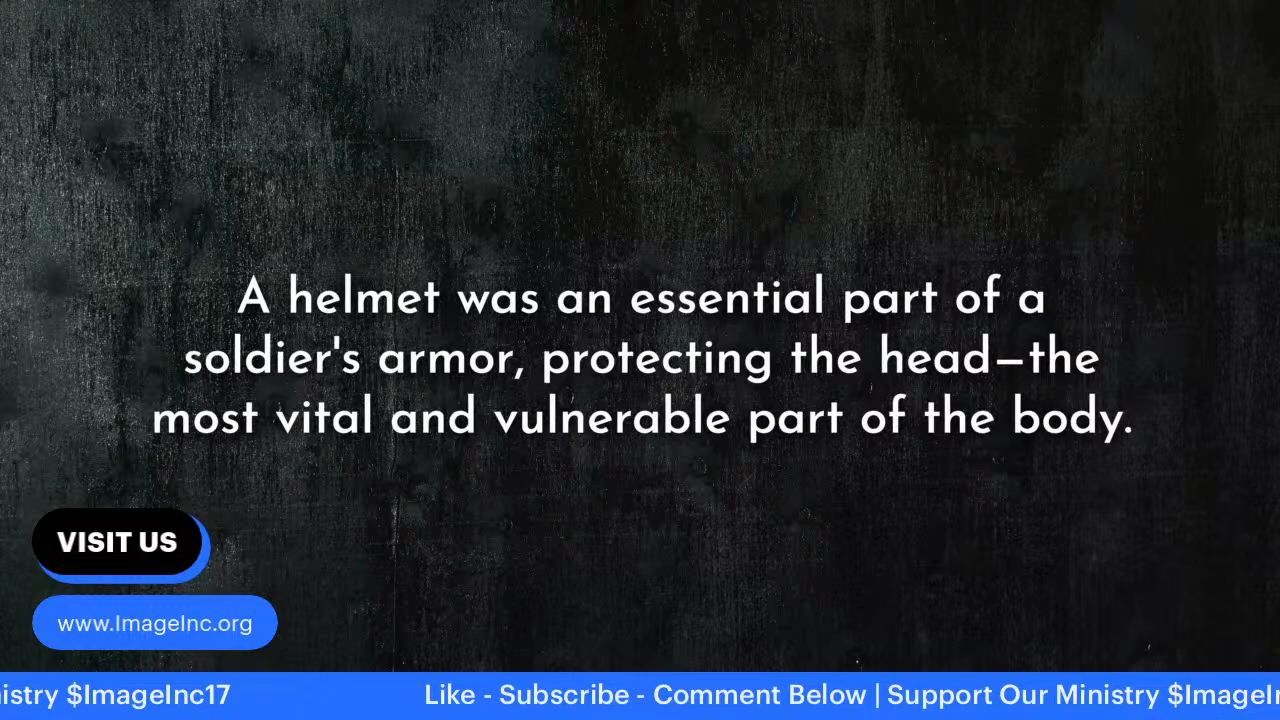 A helmet was an essential part of a
soldier's armor, protecting the head—the
most vital and vulnerable part of the body.
VISIT US
www.ImageInc.org
$ImageInc17 Like - Subscribe - Comment Below | Support Our Ministry